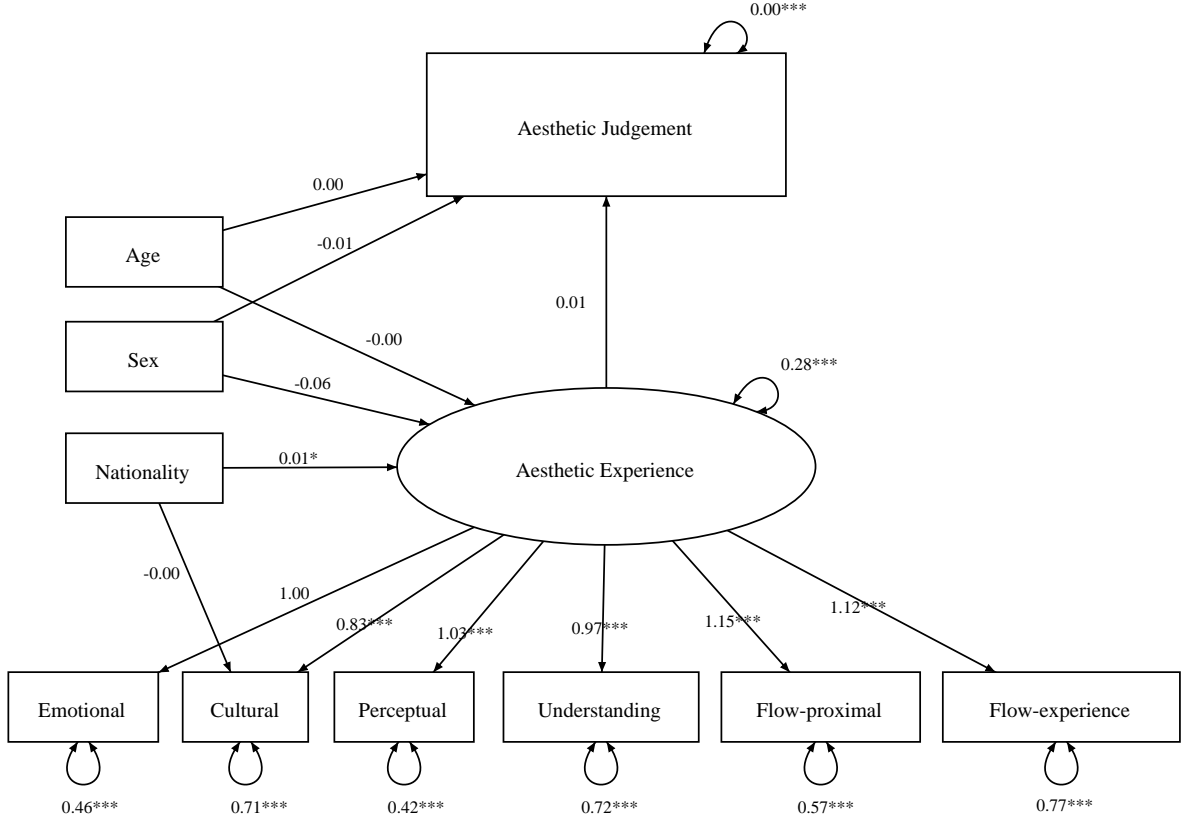 0.00***
Aesthetic Judgement
0.00
-0.01
Age
0.01
Sex
-0.00
-0.06
0.28***
Nationality
0.01*
Aesthetic Experience
-0.00
1.00
0.83***
1.03***
0.97***
1.15***
1.12***
Emotional
Cultural
Perceptual
Understanding
Flow-proximal
Flow-experience
0.46***
0.71***
0.42***
0.72***
0.57***
0.77***